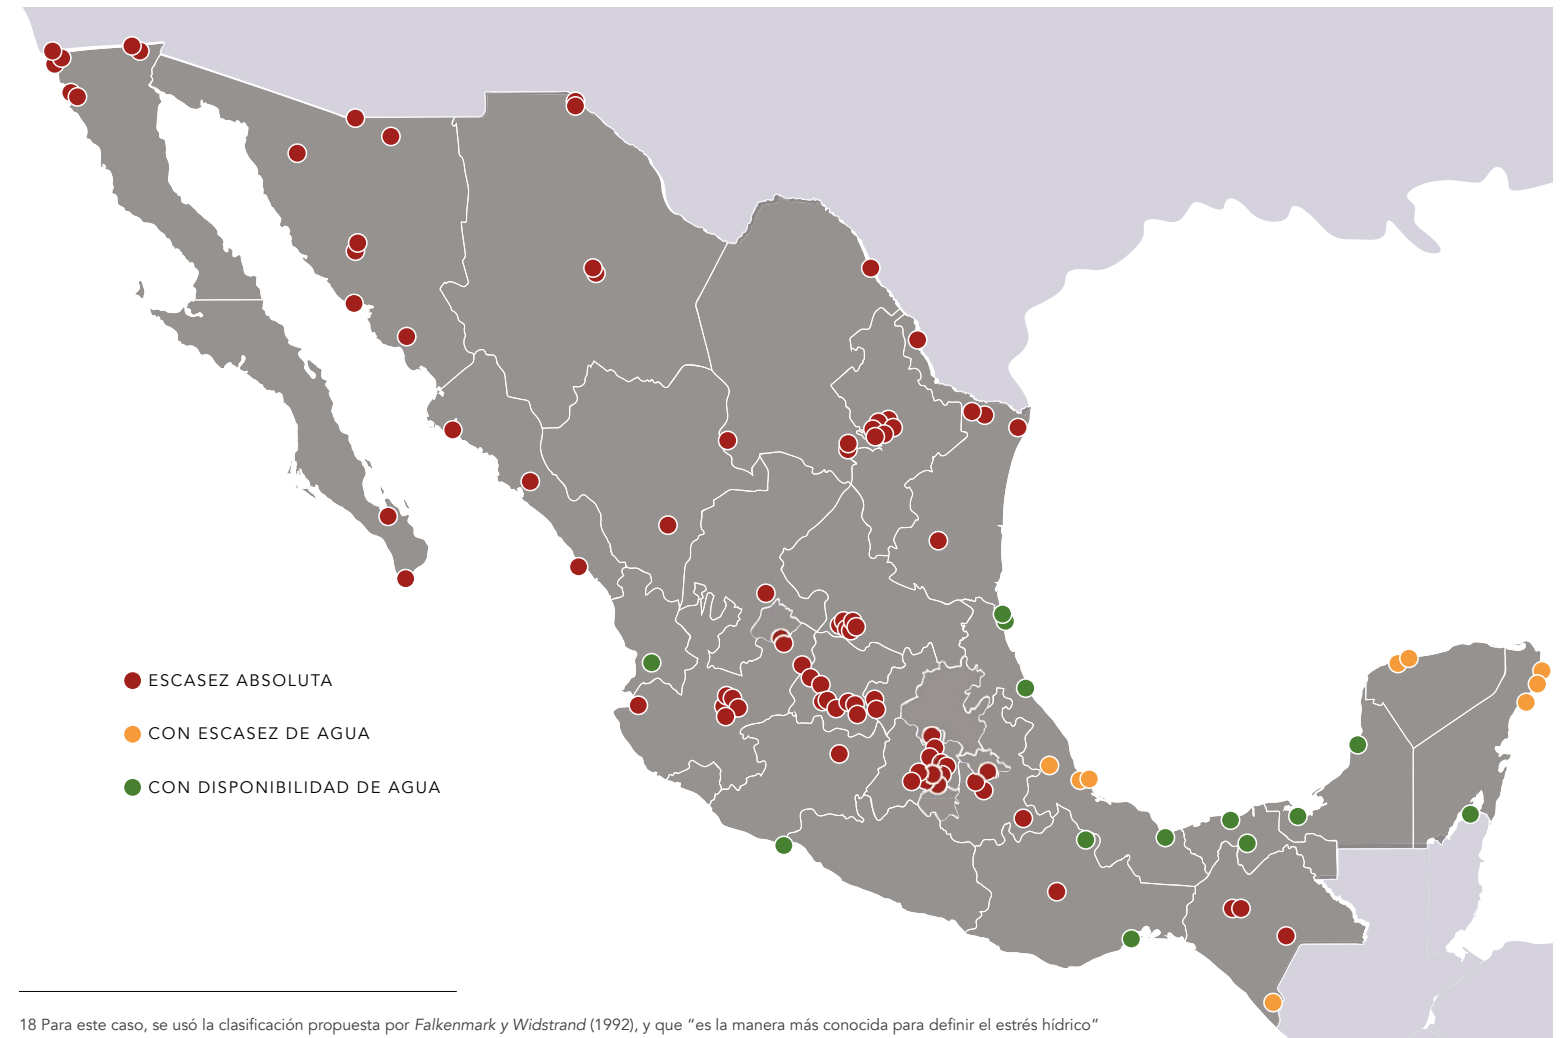 ESCASEZ ABSOLUTA
CON ESCASEZ DE AGUA
CON DISPONIBILIDAD DE AGUA
18 Para este caso, se usó la clasificación propuesta por Falkenmark y Widstrand (1992), y que “es la manera más conocida para definir el estrés hídrico”